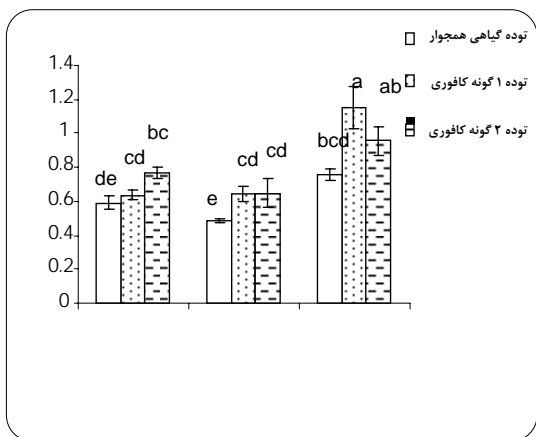 توده گیاهی همجوار
توده ۱ گونه کافوری
توده ۲ گونه کافوری
1.4
1.2
1
0.8
0.6
0.4
0.2
0
de
cd
bc
e
cd
cd
bcd
a
ab